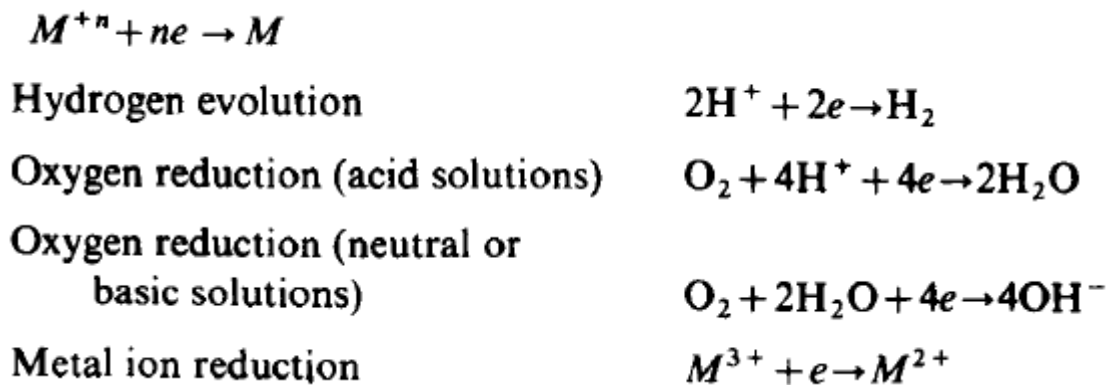 M⁺ⁿ + ne → M
Hydrogen evolution 2H⁺ + 2e → H₂
Oxygen reduction (acid solutions) O₂ + 4H⁺ + 4e → 2H₂O
Oxygen reduction (neutral or
basic solutions) O₂ + 2H₂O + 4e → 4OH⁻
Metal ion reduction M³⁺ + e → M²⁺